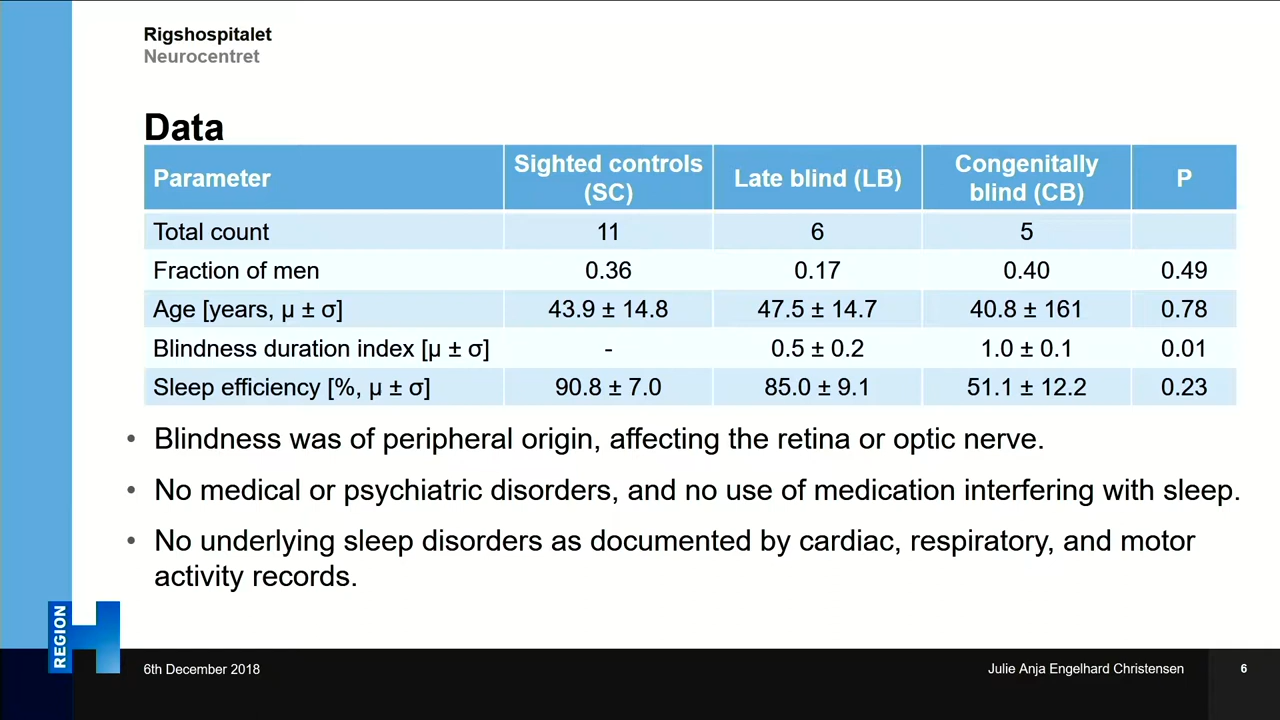 Rigshospitalet
Neurocentret
Data
Parameter Sighted controls (SC) Late blind (LB) Congenitally blind (CB) P
Total count 11 6 5
Fraction of men 0.36 0.17 0.40 0.49
Age [years, μ ± σ] 43.9 ± 14.8 47.5 ± 14.7 40.8 ± 161 0.78
Blindness duration index [μ ± σ] - 0.5 ± 0.2 1.0 ± 0.1 0.01
Sleep efficiency [%, μ ± σ] 90.8 ± 7.0 85.0 ± 9.1 51.1 ± 12.2 0.23
• Blindness was of peripheral origin, affecting the retina or optic nerve.
• No medical or psychiatric disorders, and no use of medication interfering with sleep.
• No underlying sleep disorders as documented by cardiac, respiratory, and motor
activity records.
REGION H
6th December 2018 Julie Anja Engelhard Christensen 6